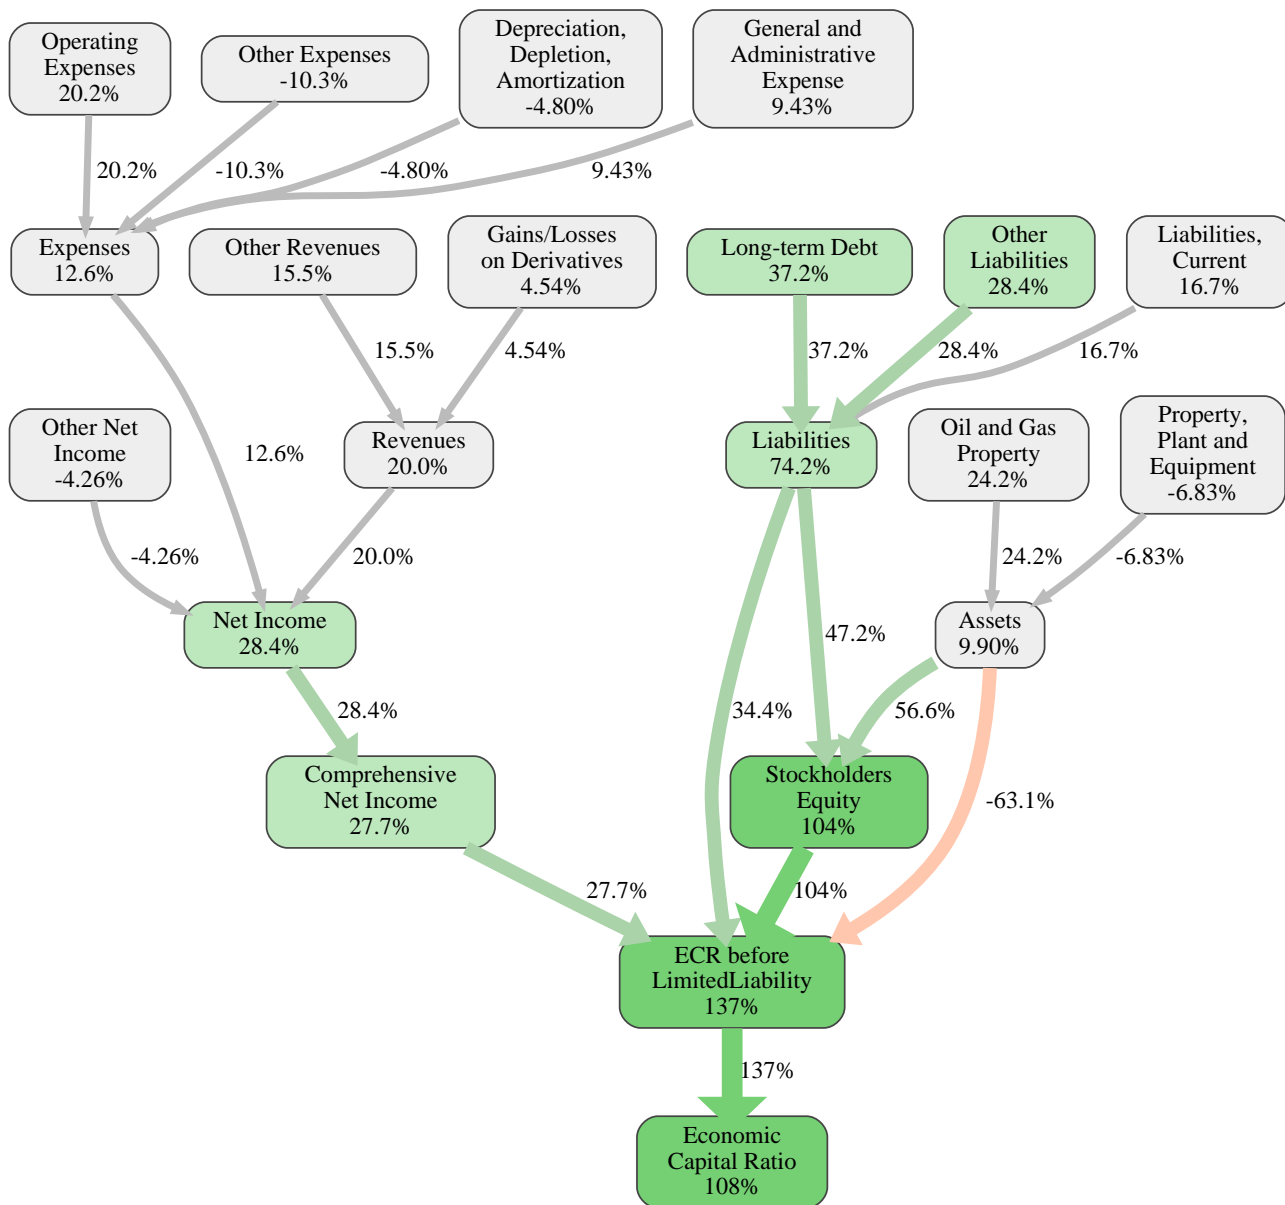 Operating
Expenses
20.2%
Other Expenses
-10.3%
Depreciation,
Depletion,
Amortization
-4.80%
General and
Administrative
Expense
9.43%
20.2%
-10.3%
-4.80%
9.43%
Expenses
12.6%
Other Revenues
15.5%
Gains/Losses
on Derivatives
4.54%
Long-term Debt
37.2%
Other
Liabilities
28.4%
Liabilities,
Current
16.7%
15.5%
4.54%
37.2%
28.4%
16.7%
Other Net
Income
-4.26%
12.6%
Revenues
20.0%
Liabilities
74.2%
Oil and Gas
Property
24.2%
Property,
Plant and
Equipment
-6.83%
-4.26%
20.0%
24.2%
-6.83%
Net Income
28.4%
47.2%
Assets
9.90%
28.4%
34.4%
56.6%
Comprehensive
Net Income
27.7%
Stockholders
Equity
104%
-63.1%
27.7%
104%
ECR before
LimitedLiability
137%
137%
Economic
Capital Ratio
108%